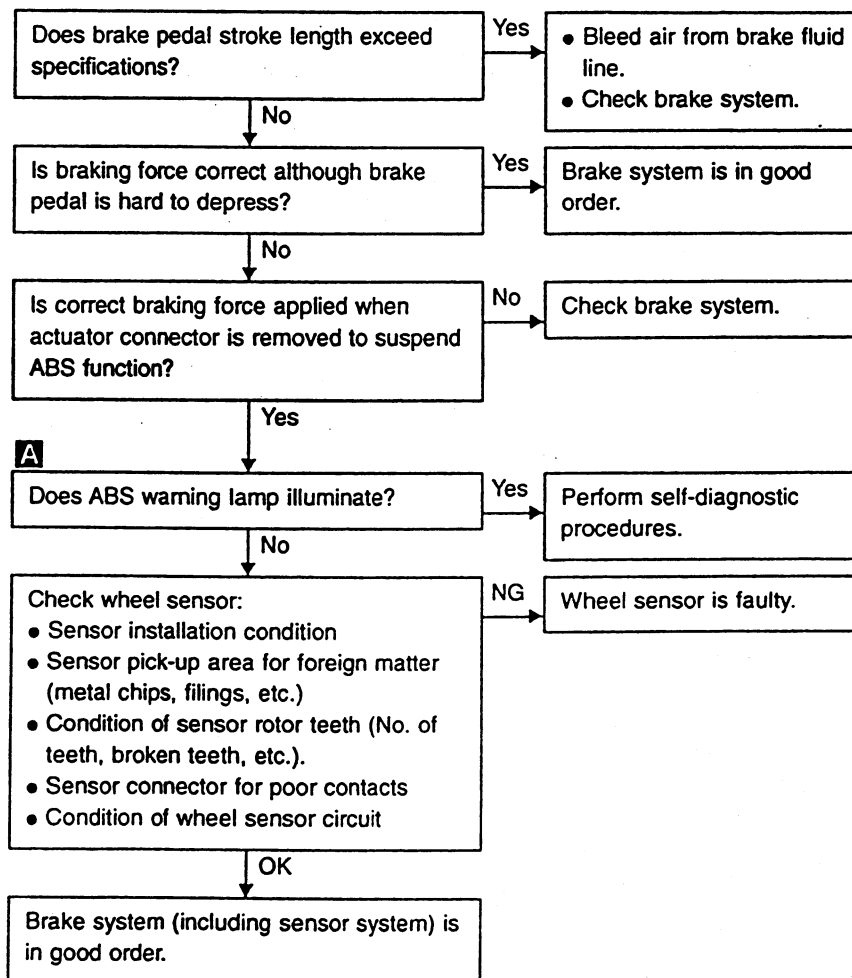 Does brake pedal stroke length exceed
specifications?
Yes
● Bleed air from brake fluid
line.
● Check brake system.
No
Is braking force correct although brake
pedal is hard to depress?
Yes
Brake system is in good
order.
No
Is correct braking force applied when
actuator connector is removed to suspend
ABS function?
No
Check brake system.
Yes
A
Does ABS warning lamp illuminate?
Yes
Perform self-diagnostic
procedures.
No
Check wheel sensor:
● Sensor installation condition
● Sensor pick-up area for foreign matter
(metal chips, filings, etc.)
● Condition of sensor rotor teeth (No. of
teeth, broken teeth, etc.).
● Sensor connector for poor contacts
● Condition of wheel sensor circuit
NG
Wheel sensor is faulty.
OK
Brake system (including sensor system) is
in good order.